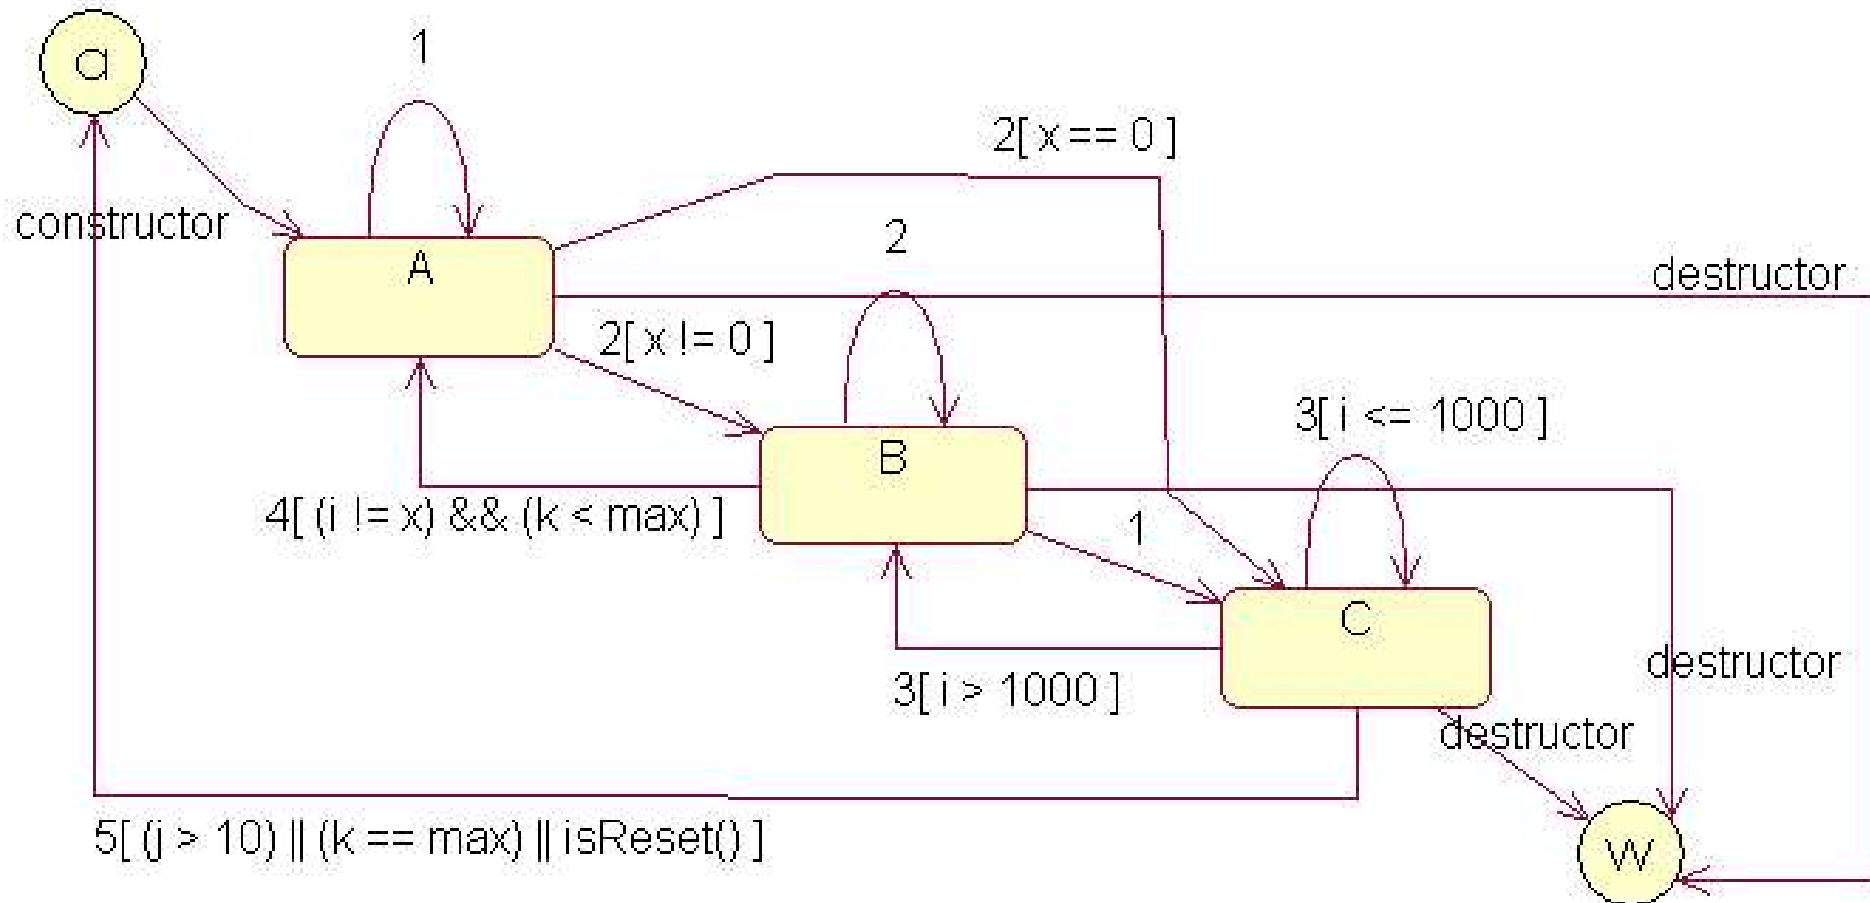 a
1
2[ x == 0 ]
constructor
2
A
destructor
2[ x != 0 ]
3[ i <= 1000 ]
B
4[ (i != x) && (k < max) ]
1
C
destructor
3[ i > 1000 ]
destructor
5[ (j > 10) || (k == max) || isReset() ]
w